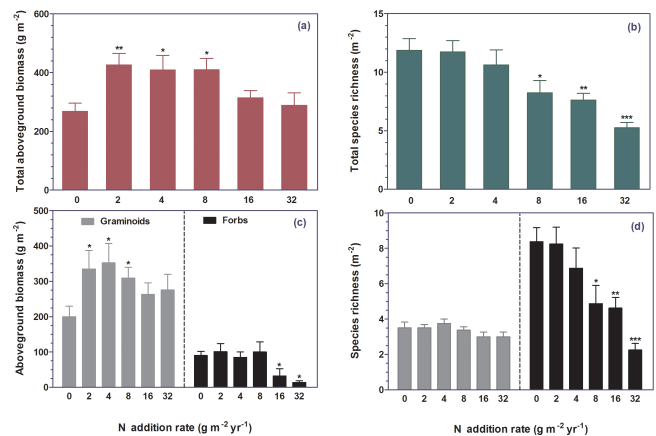 Total aboveground biomass (g m⁻²)
600
400
200
0
(a)
**
*
*
0 2 4 8 16 32
Total species richness (m⁻²)
15
12
9
5
0
(b)
*
**
***
0 2 4 8 16 32
Aboveground biomass (g m⁻²)
500
400
300
200
100
0
Graminoids
Forbs
(c)
*
*
*
*
*
0 2 4 8 16 32 0 2 4 8 16 32
N addition rate (g m⁻² yr⁻¹)
Species richness (m⁻²)
10
8
6
4
2
0
(d)
*
**
***
0 2 4 8 16 32 0 2 4 8 16 32
N addition rate (g m⁻² yr⁻¹)